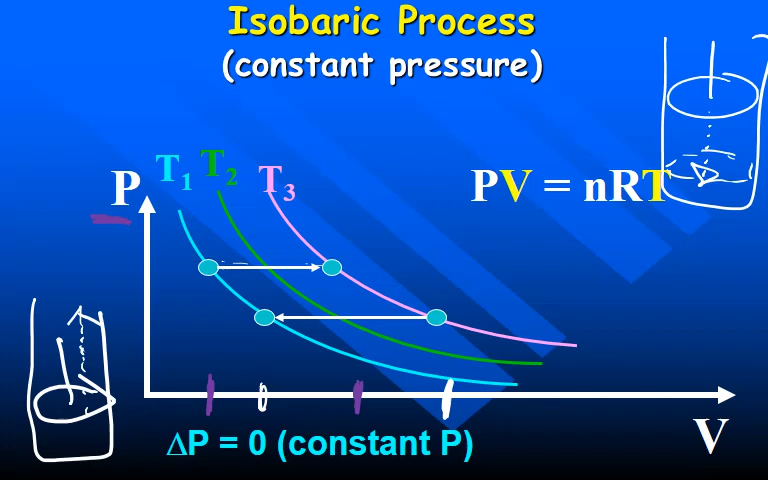 Isobaric Process
(constant pressure)
P
T1 T2 T3
PV = nRT
V
ΔP = 0 (constant P)